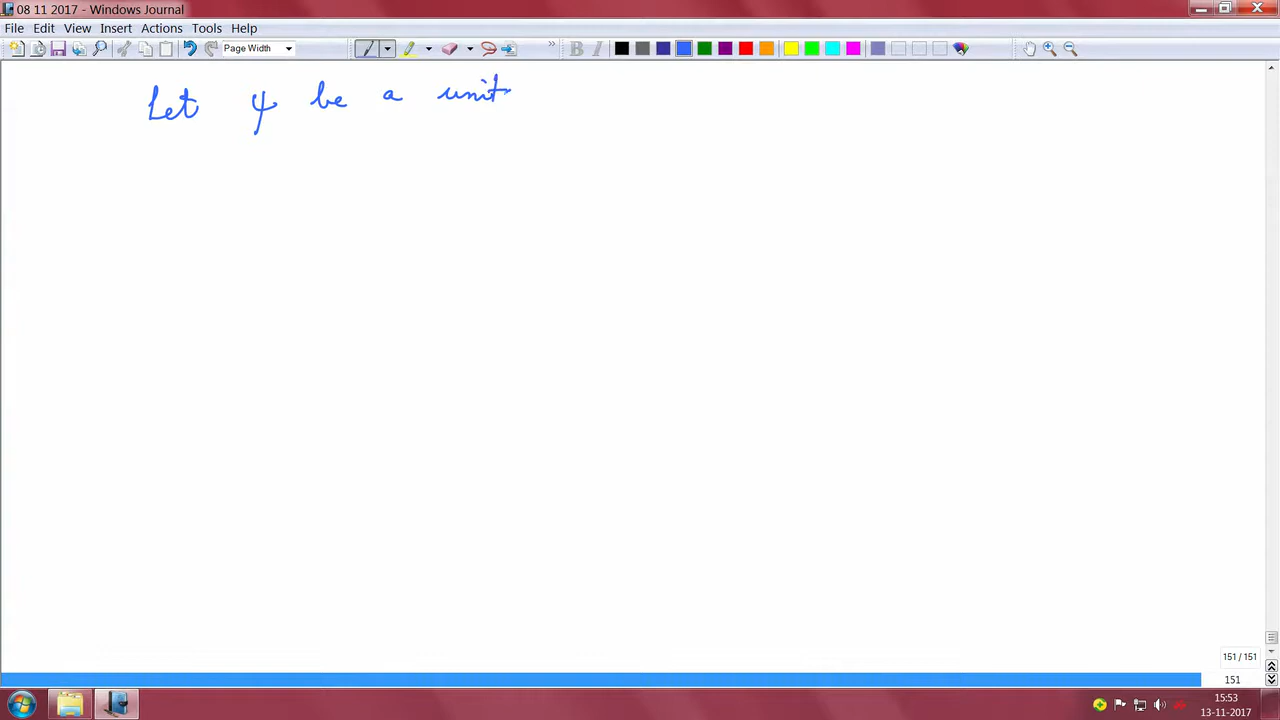 08 11 2017 - Windows Journal
File Edit View Insert Actions Tools Help
Page Width
B I
Let ψ be a unit
151 / 151
151
15:53
13-11-2017